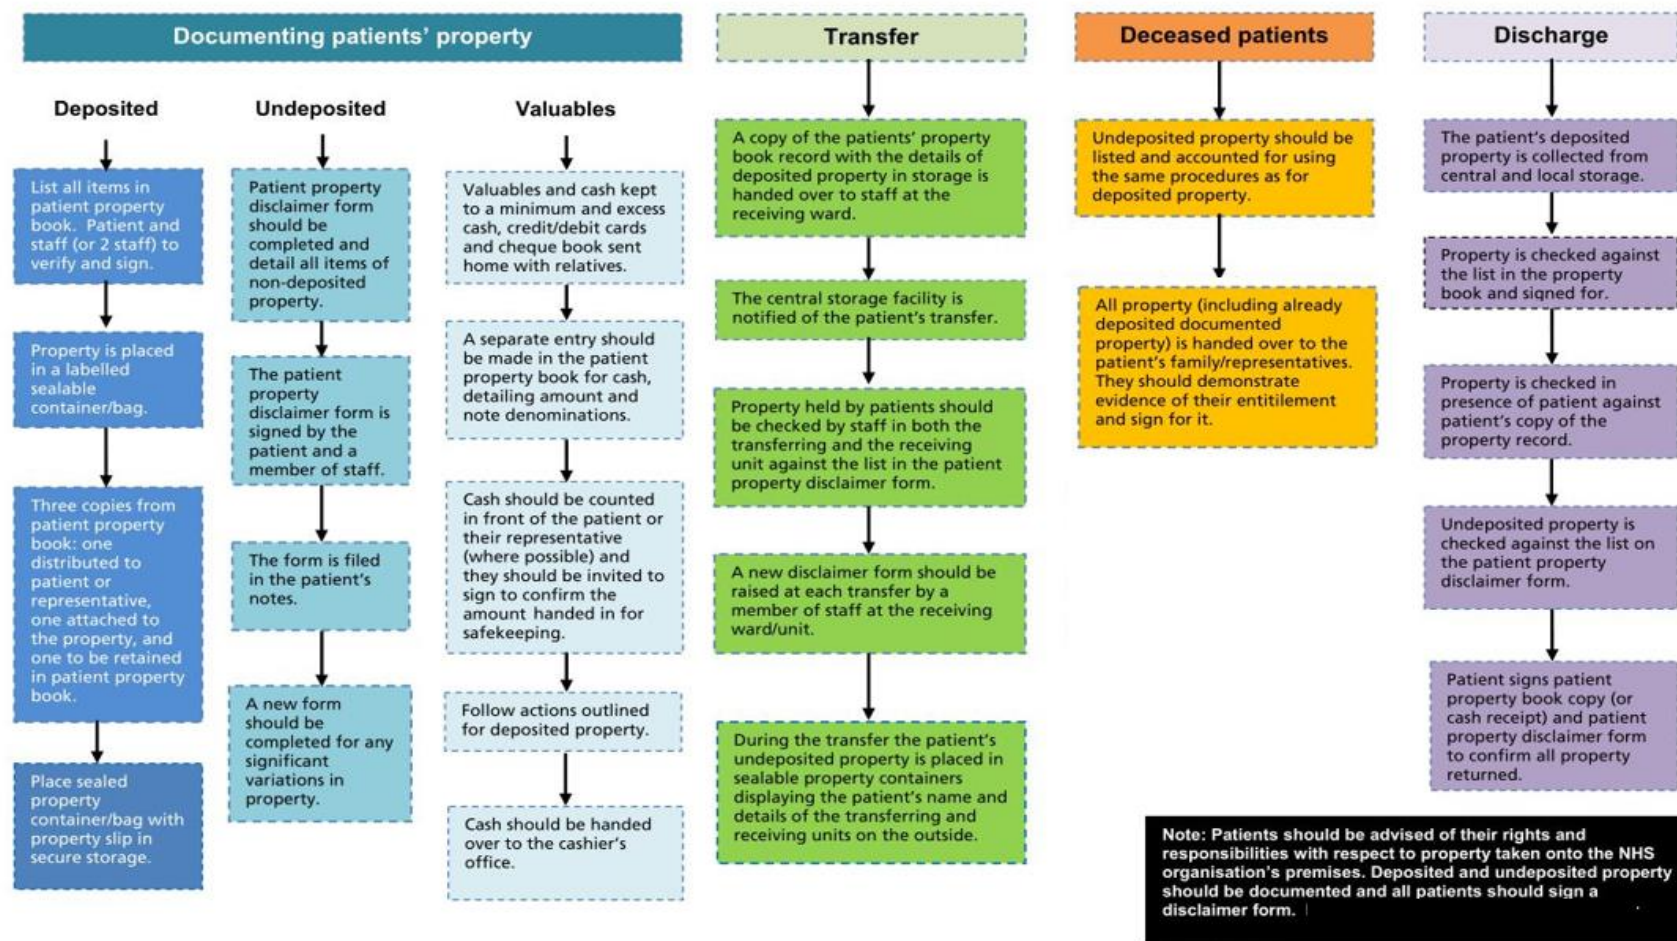 Documenting patients’ property
Deposited
List all items in
patient property
book.  Patient and
staff (or 2 staff) to
verify and sign.
Property is placed
in a labelled
sealable
container/bag.
Three copies from
patient property
book: one
distributed to
patient or
representative,
one attached to
the property, and
one to be retained
in patient property
book.
Place sealed
property
container/bag with
property slip in
secure storage.
Undeposited
Patient property
disclaimer form
should be
completed and
detail all items of
non-deposited
property.
The patient
property
disclaimer form is
signed by the
patient and a
member of staff.
The form is filed
in the patient’s
notes.
A new form
should be
completed for any
significant
variations in
property.
Valuables
Valuables and cash kept
to a minimum and excess
cash, credit/debit cards
and cheque book sent
home with relatives.
A separate entry should
be made in the patient
property book for cash,
detailing amount and
note denominations.
Cash should be counted
in front of the patient or
their representative
(where possible) and
they should be invited to
sign to confirm the
amount handed in for
safekeeping.
Follow actions outlined
for deposited property.
Cash should be handed
over to the cashier’s
office.
Transfer
A copy of the patients’ property
book record with the details of
deposited property in storage is
handed over to staff at the
receiving ward.
The central storage facility is
notified of the patient’s transfer.
Property held by patients should
be checked by staff in both the
transferring and the receiving
unit against the list in the patient
property disclaimer form.
A new disclaimer form should be
raised at each transfer by a
member of staff at the receiving
ward/unit.
During the transfer the patient’s
undeposited property is placed in
sealable property containers
displaying the patient’s name and
details of the transferring and
receiving units on the outside.
Deceased patients
Undeposited property should be
listed and accounted for using
the same procedures as for
deposited property.
All property (including already
deposited documented
property) is handed over to the
patient’s family/representatives.
They should demonstrate
evidence of their entitilement
and sign for it.
Discharge
The patient’s deposited
property is collected from
central and local storage.
Property is checked against
the list in the property
book and signed for.
Property is checked in
presence of patient against
patient’s copy of the
property record.
Undeposited property is
checked against the list on
the patient property
disclaimer form.
Patient signs patient
property book copy (or
cash receipt) and patient
property disclaimer form
to confirm all property
returned.
Note: Patients should be advised of their rights and
responsibilities with respect to property taken onto the NHS
organisation’s premises. Deposited and undeposited property
should be documented and all patients should sign a
disclaimer form.